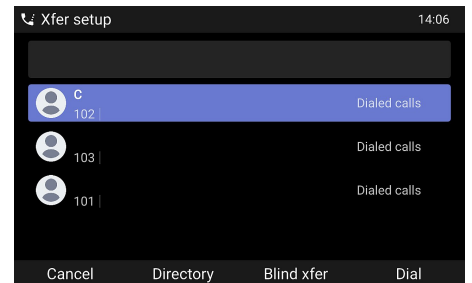 Xfer setup 14:06
C
102 Dialed calls
103 Dialed calls
101 Dialed calls
Cancel Directory Blind xfer Dial